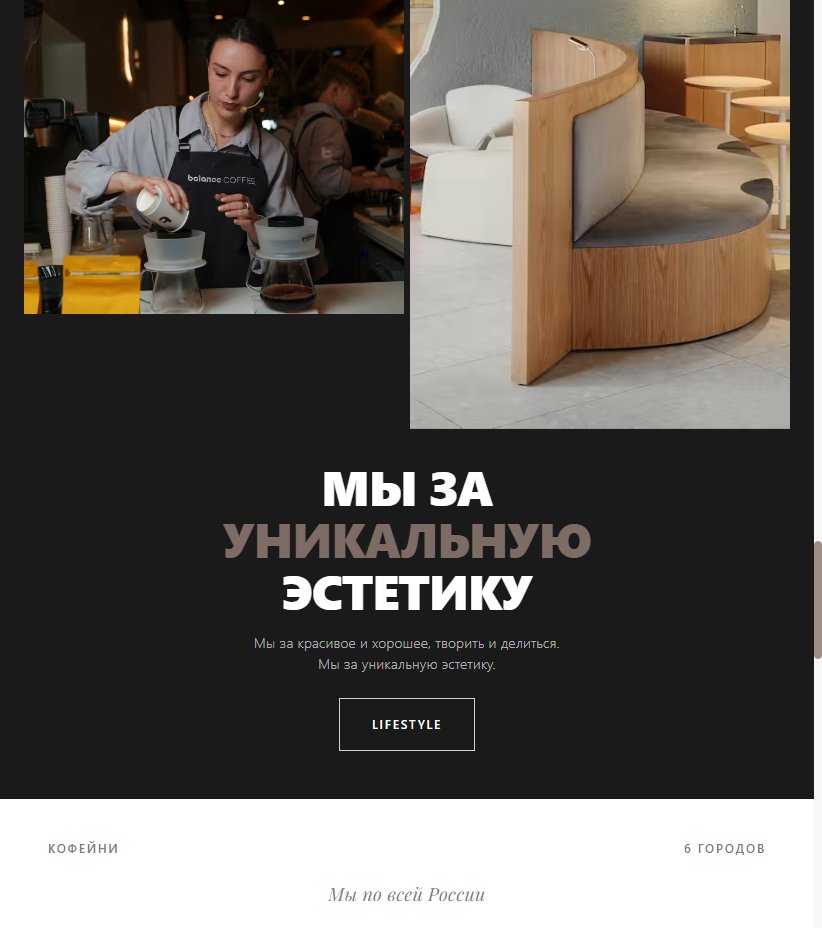 balance COFFEE
МЫ ЗА
УНИКАЛЬНУЮ
ЭСТЕТИКУ
Мы за красивое и хорошее, творить и делиться.
Мы за уникальную эстетику.
LIFESTYLE
КОФЕЙНИ
6 ГОРОДОВ
Мы по всей России